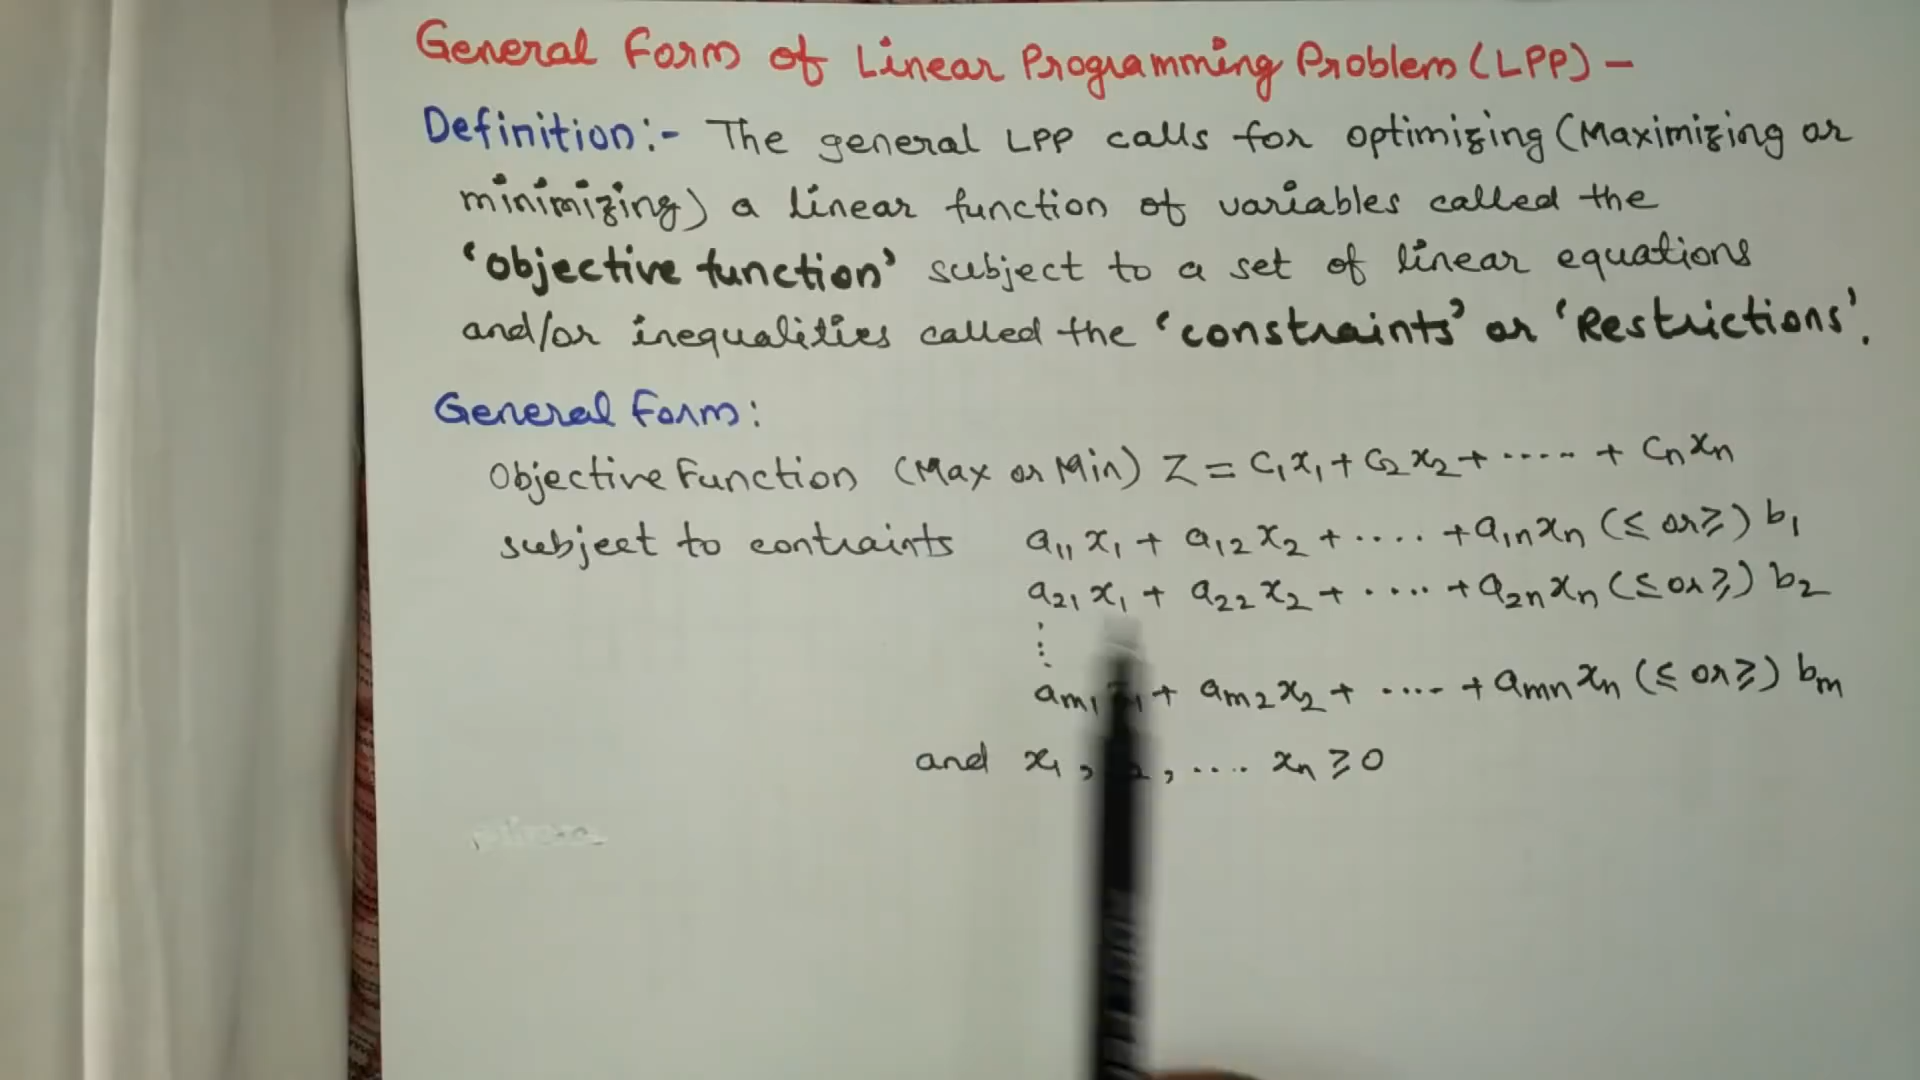 General Form of Linear Programming Problem (LPP) –
Definition:- The general LPP calls for optimizing (Maximizing or
minimizing) a linear function of variables called the
'Objective function' subject to a set of linear equations
and/or inequalities called the 'constraints' or 'Restrictions'.
General Form:
Objective Function (Max or Min) Z = c₁x₁ + c₂x₂ + ..... + cₙxₙ
subject to contraints a₁₁x₁ + a₁₂x₂ + .... + a₁ₙxₙ (≤ or ≥) b₁
a₂₁x₁ + a₂₂x₂ + .... + a₂ₙxₙ (≤ or ≥) b₂
⋮
aₘ₁x₁ + aₘ₂x₂ + .... + aₘₙxₙ (≤ or ≥) bₘ
and x₁, x₂, .... xₙ ≥ 0